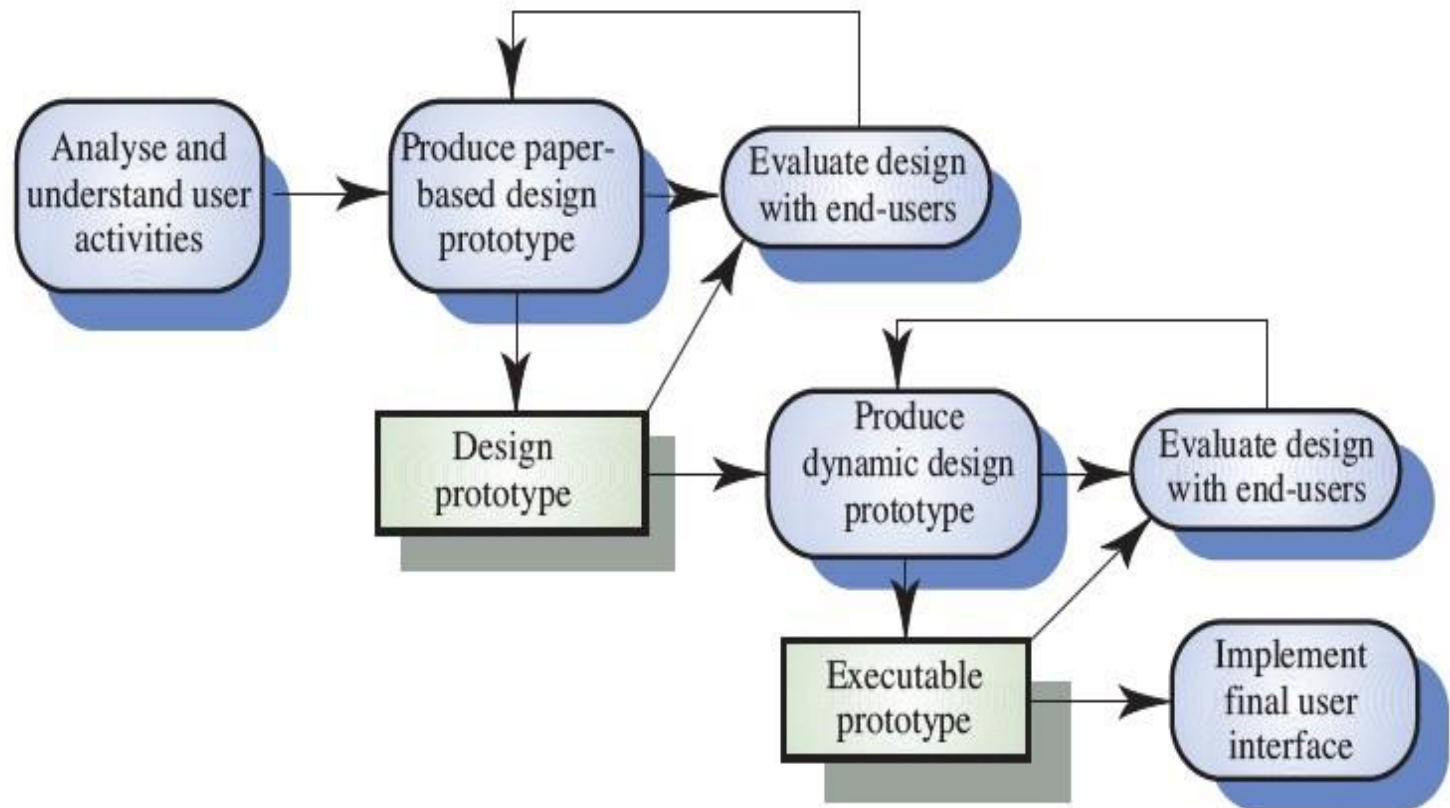 Analyse and
understand user
activities
Produce paper-
based design
prototype
Evaluate design
with end-users
Design
prototype
Produce
dynamic design
prototype
Evaluate design
with end-users
Executable
prototype
Implement
final user
interface